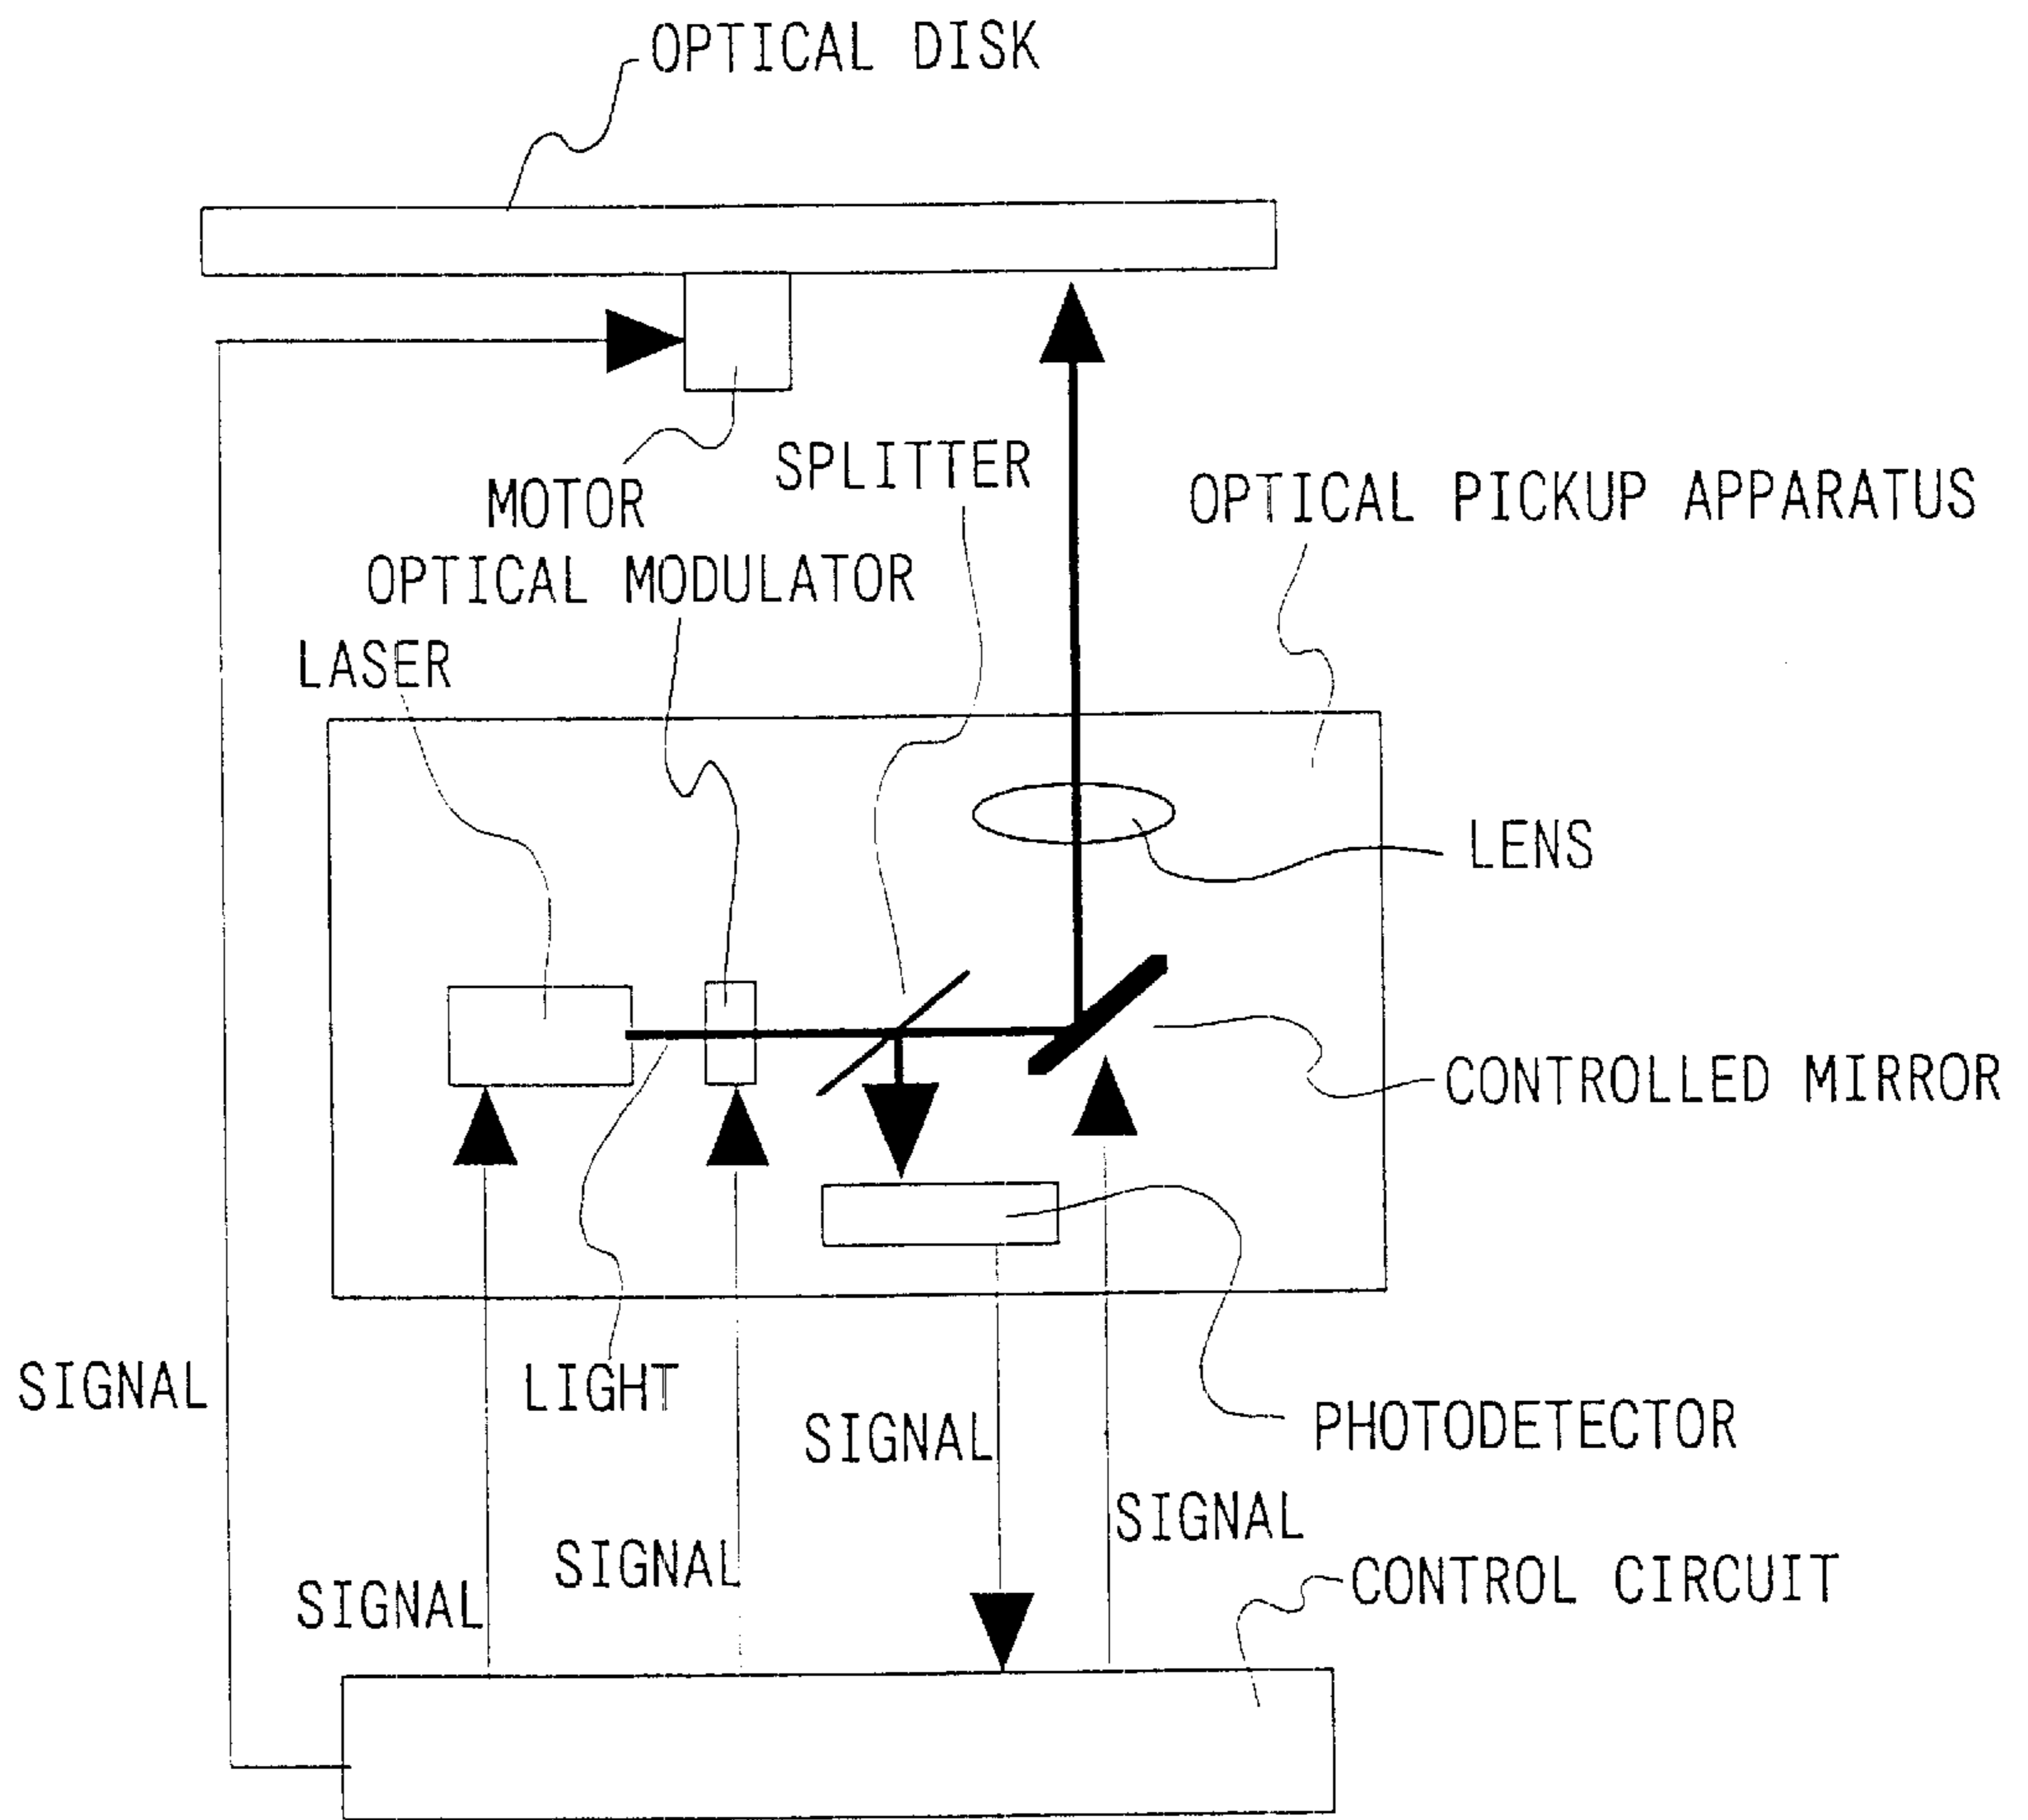 OPTICAL DISK
SPLITTER
MOTOR
OPTICAL PICKUP APPARATUS
OPTICAL MODULATOR
LASER
LENS
CONTROLLED MIRROR
SIGNAL
LIGHT
SIGNAL
PHOTODETECTOR
SIGNAL
SIGNAL
SIGNAL
CONTROL CIRCUIT